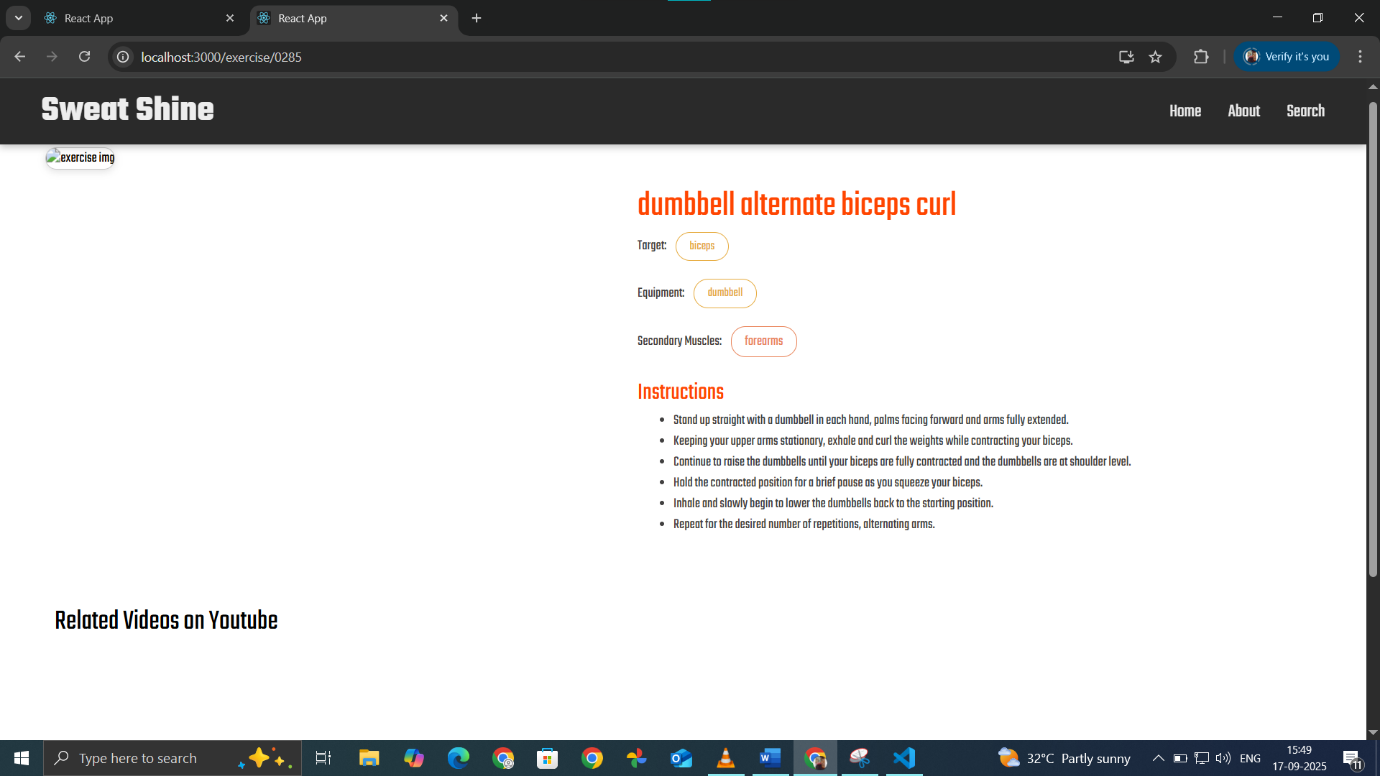 React App
React App
localhost:3000/exercise/0285
Verify it's you
Sweat Shine
Home
About
Search
exercise img
dumbbell alternate biceps curl
Target: biceps
Equipment: dumbbell
Secondary Muscles: forearms
Instructions
Stand up straight with a dumbbell in each hand, palms facing forward and arms fully extended.
Keeping your upper arms stationary, exhale and curl the weights while contracting your biceps.
Continue to raise the dumbbells until your biceps are fully contracted and the dumbbells are at shoulder level.
Hold the contracted position for a brief pause as you squeeze your biceps.
Inhale and slowly begin to lower the dumbbells back to the starting position.
Repeat for the desired number of repetitions, alternating arms.
Related Videos on Youtube
Type here to search
32°C Partly sunny
ENG
15:49
17-09-2025
11